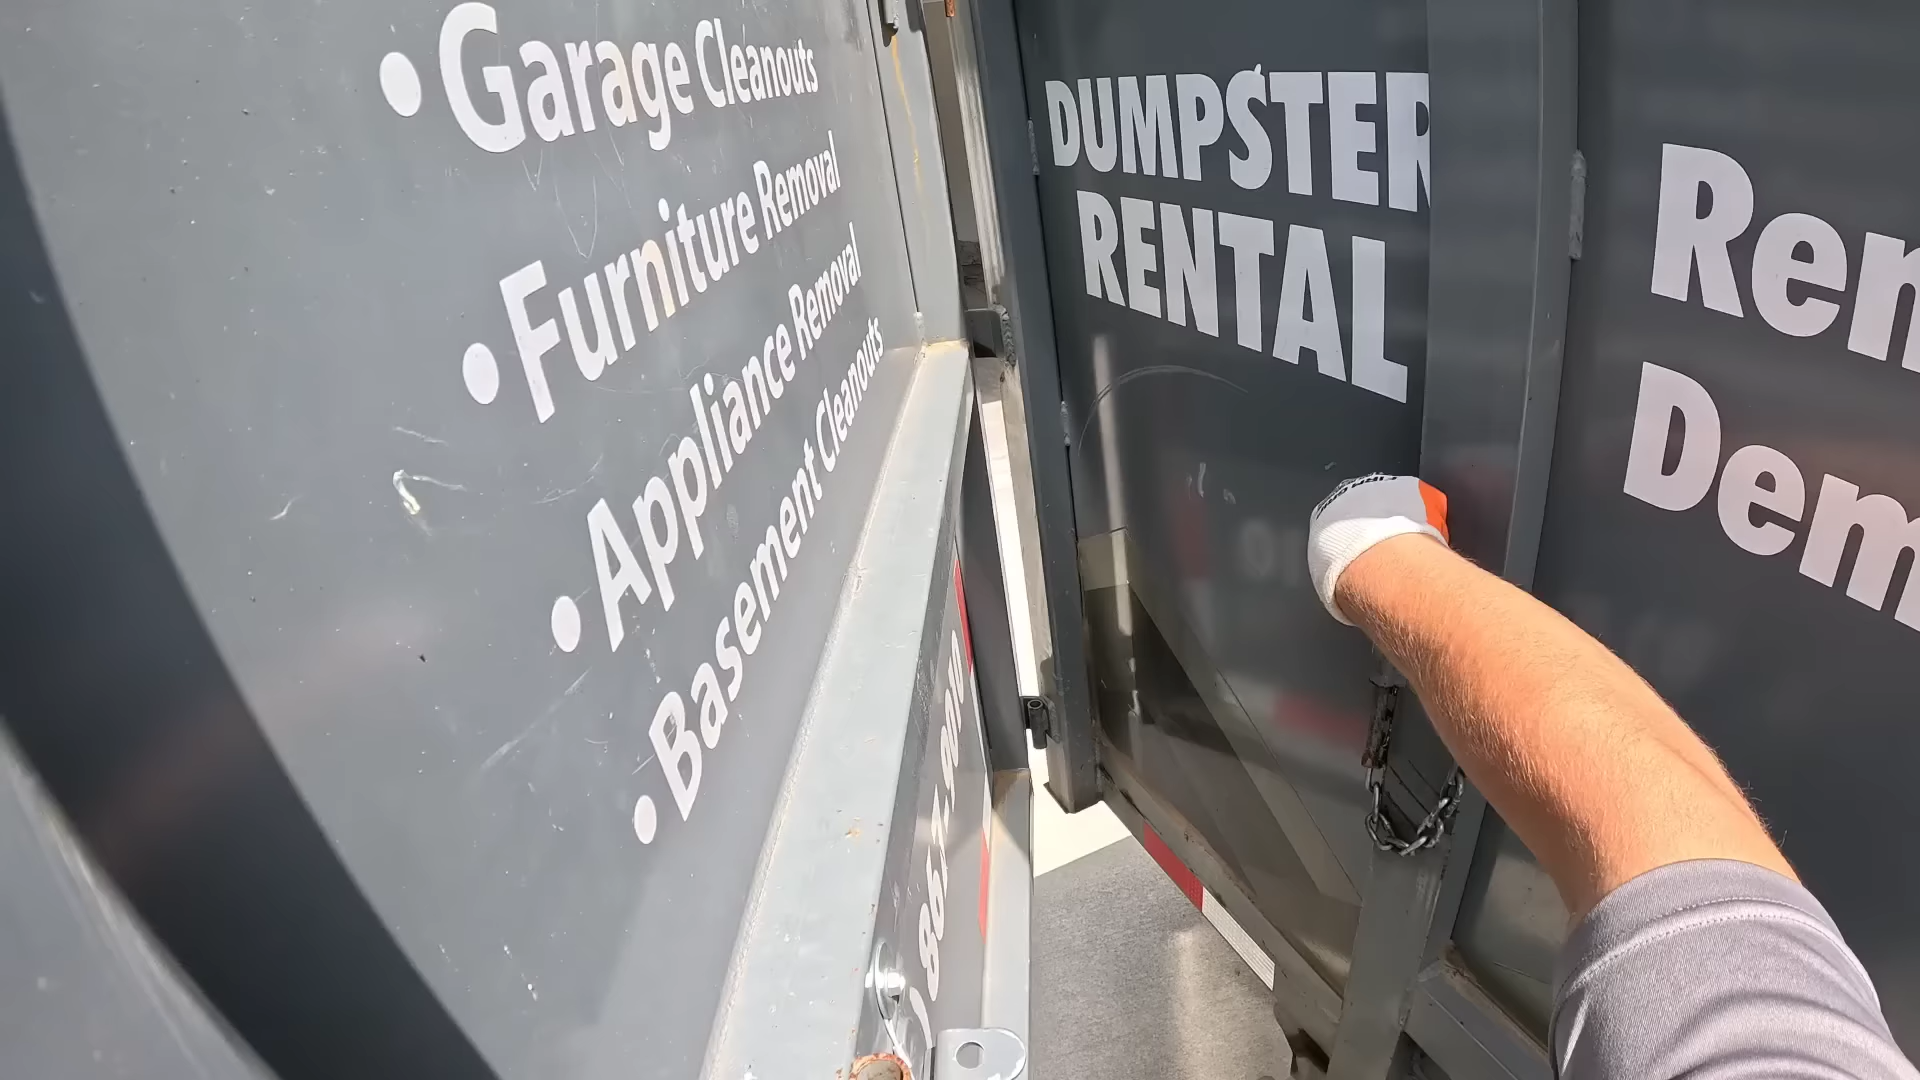 • Garage Cleanouts
• Furniture Removal
• Appliance Removal
• Basement Cleanouts
DUMPSTER
RENTAL
Ren
Dem